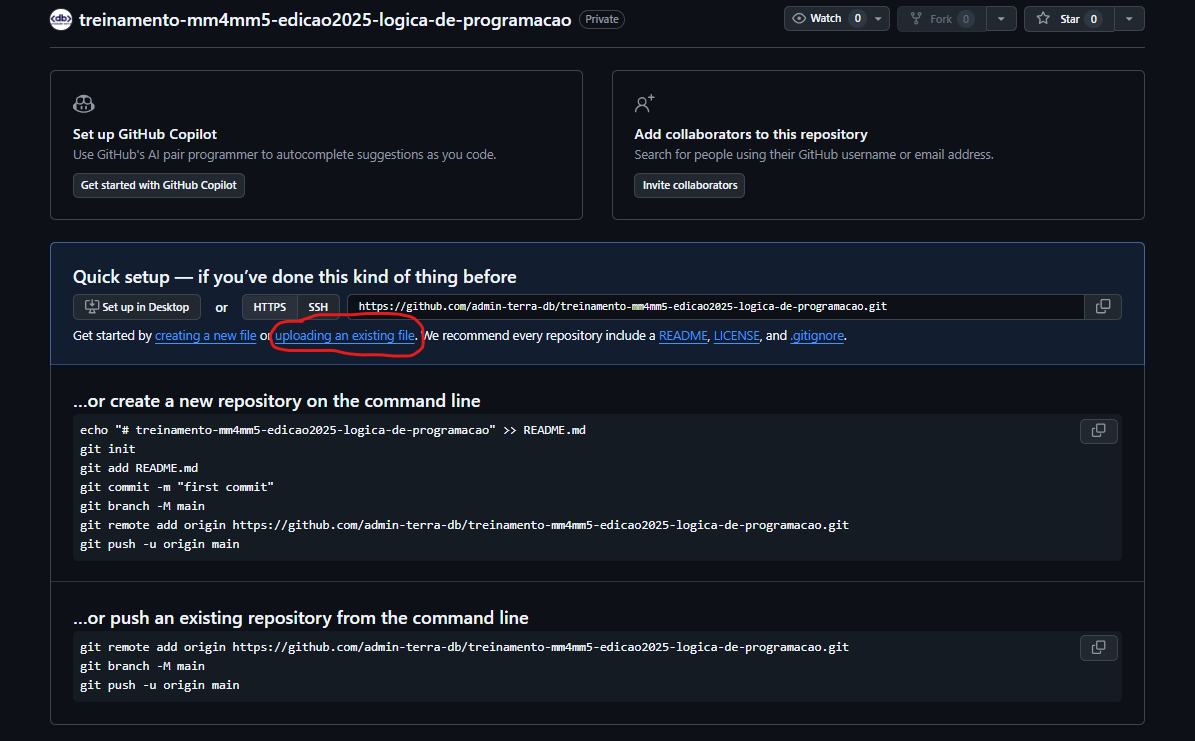 treinamento-mm4mm5-edicao2025-logica-de-programacao Private Watch 0 Fork 0 Star 0
Set up GitHub Copilot
Use GitHub's AI pair programmer to autocomplete suggestions as you code.
Get started with GitHub Copilot
Add collaborators to this repository
Search for people using their GitHub username or email address.
Invite collaborators
Quick setup — if you've done this kind of thing before
Set up in Desktop or HTTPS SSH https://github.com/admin-terra-db/treinamento-mm4mm5-edicao2025-logica-de-programacao.git
Get started by creating a new file or uploading an existing file. We recommend every repository include a README, LICENSE, and .gitignore.
...or create a new repository on the command line
echo "# treinamento-mm4mm5-edicao2025-logica-de-programacao" >> README.md
git init
git add README.md
git commit -m "first commit"
git branch -M main
git remote add origin https://github.com/admin-terra-db/treinamento-mm4mm5-edicao2025-logica-de-programacao.git
git push -u origin main
...or push an existing repository from the command line
git remote add origin https://github.com/admin-terra-db/treinamento-mm4mm5-edicao2025-logica-de-programacao.git
git branch -M main
git push -u origin main